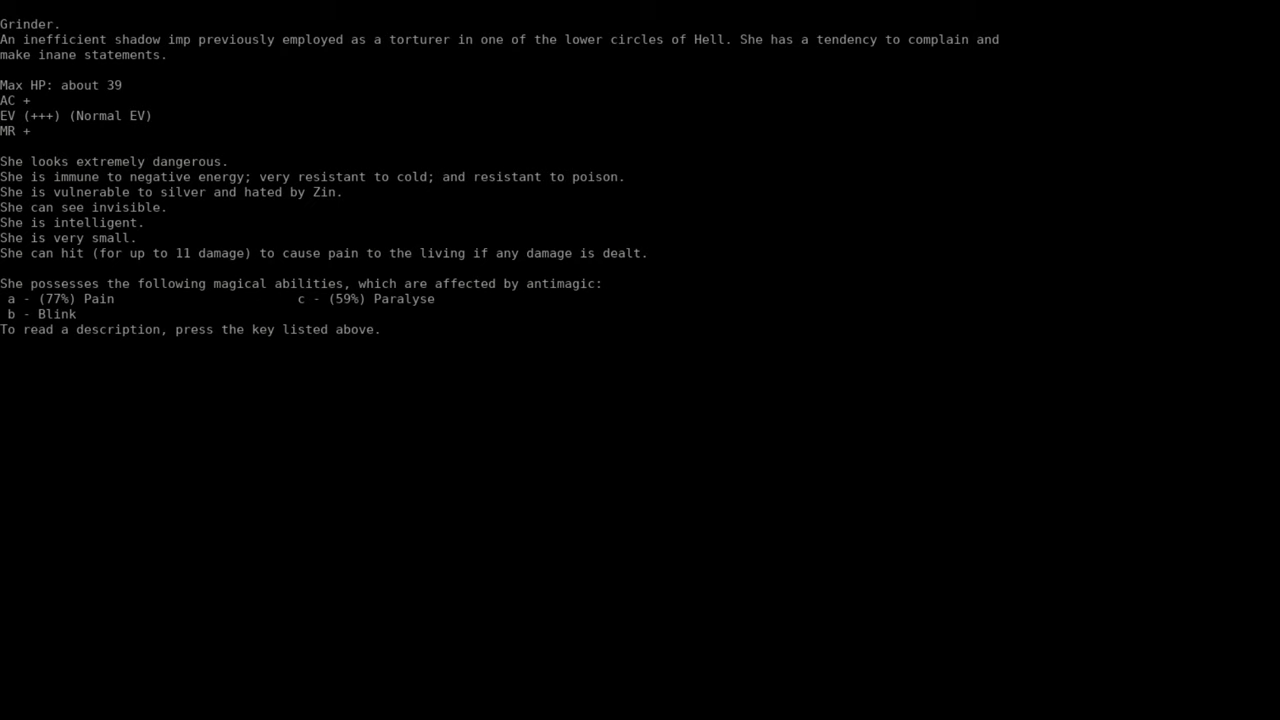 Grinder.
An inefficient shadow imp previously employed as a torturer in one of the lower circles of Hell. She has a tendency to complain and
make inane statements.
Max HP: about 39
AC +
EV (+++) (Normal EV)
MR +
She looks extremely dangerous.
She is immune to negative energy; very resistant to cold; and resistant to poison.
She is vulnerable to silver and hated by Zin.
She can see invisible.
She is intelligent.
She is very small.
She can hit (for up to 11 damage) to cause pain to the living if any damage is dealt.
She possesses the following magical abilities, which are affected by antimagic:
a - (77%) Pain c - (59%) Paralyse
b - Blink
To read a description, press the key listed above.